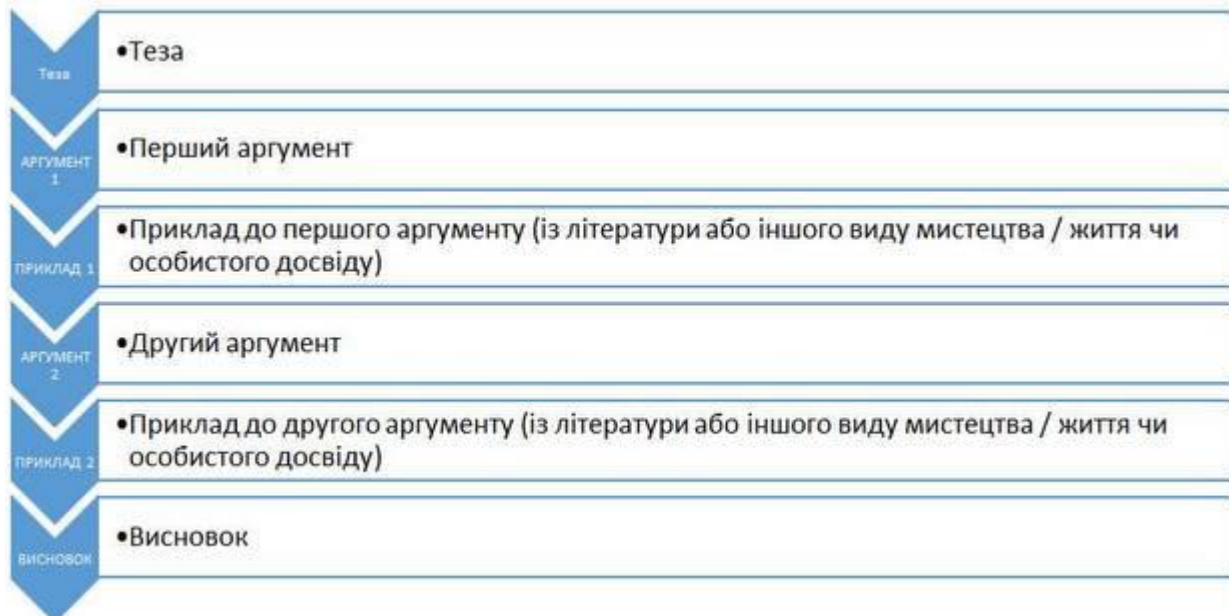 Теза
•Теза
АРГУМЕНТ
1
•Перший аргумент
ПРИКЛАД 1
•Приклад до першого аргументу (із літератури або іншого виду мистецтва / життя чи
особистого досвіду)
АРГУМЕНТ
2
•Другий аргумент
ПРИКЛАД 2
•Приклад до другого аргументу (із літератури або іншого виду мистецтва / життя чи
особистого досвіду)
ВИСНОВОК
•Висновок